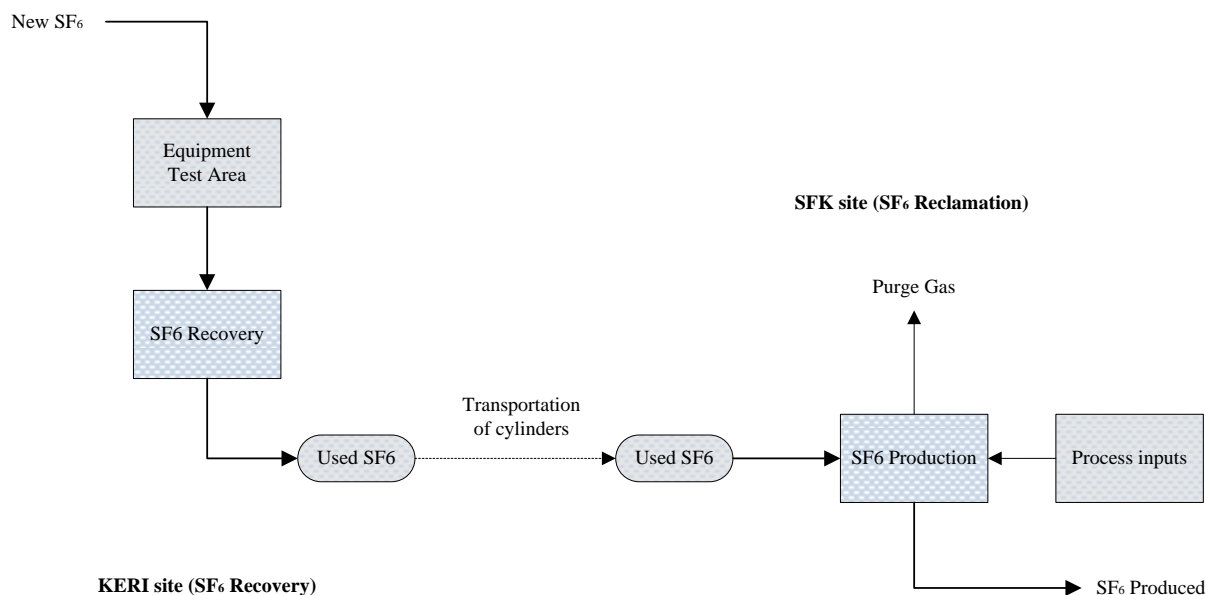 New SF₆
Equipment
Test Area
SFK site (SF₆ Reclamation)
Purge Gas
SF6 Recovery
Transportation
of cylinders
Used SF6
Used SF6
SF6 Production
Process inputs
KERI site (SF₆ Recovery)
SF₆ Produced